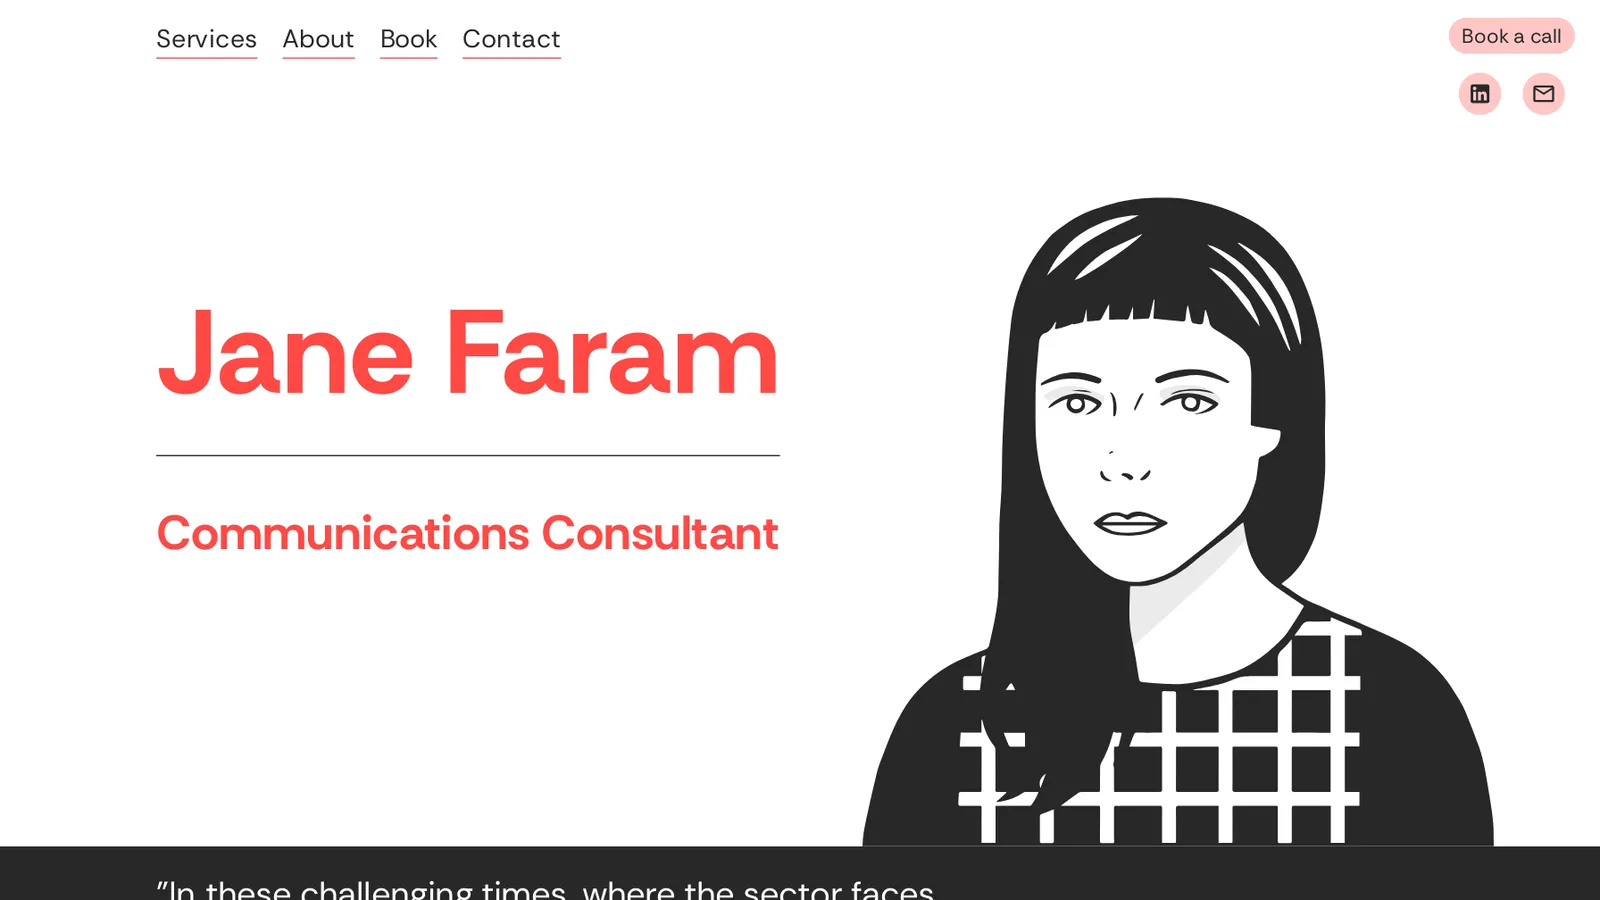 Services About Book Contact
Book a call
Jane Faram
Communications Consultant
"In these challenging times, where the sector faces